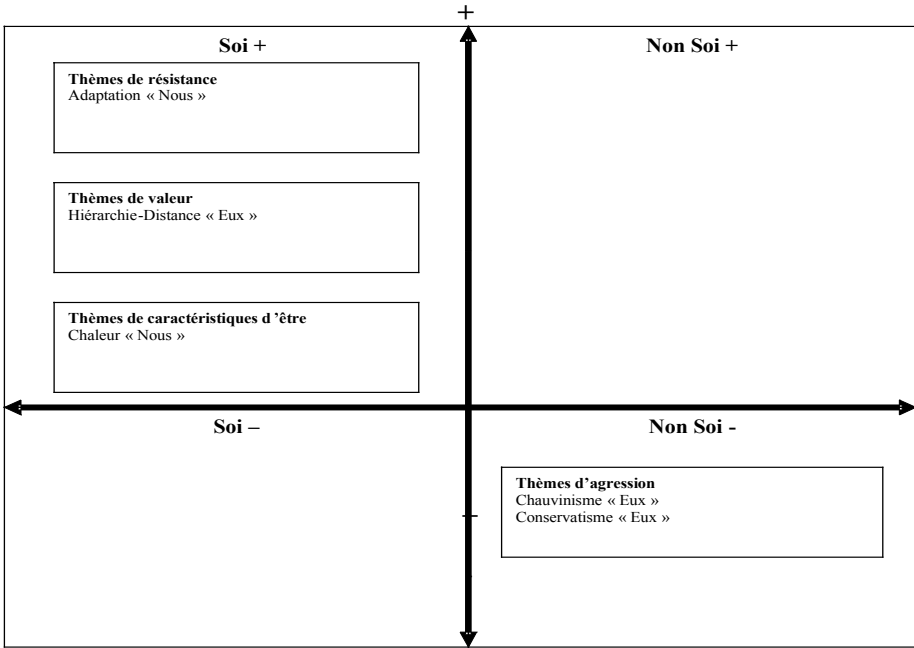 +
Soi +
Non Soi +
Thèmes de résistance
Adaptation « Nous »
Thèmes de valeur
Hiérarchie-Distance « Eux »
Thèmes de caractéristiques d ’être
Chaleur « Nous »
Soi –
Non Soi -
Thèmes d’agression
Chauvinisme « Eux »
Conservatisme « Eux »